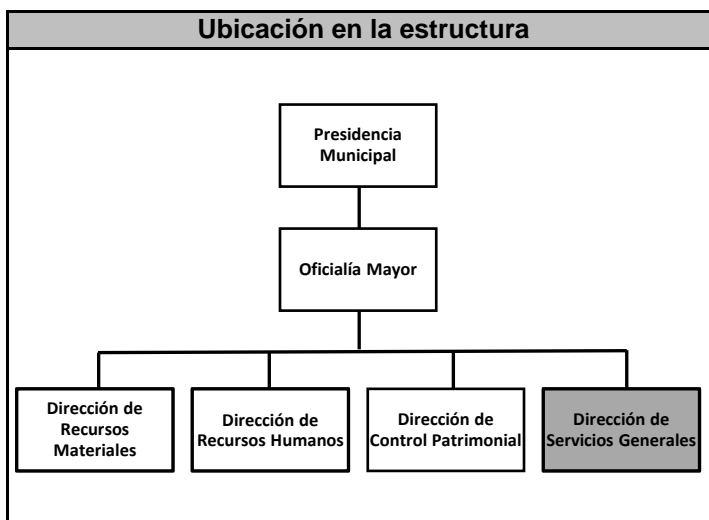 Ubicación en la estructura
Presidencia
Municipal
Oficialía Mayor
Dirección de
Recursos
Materiales
Dirección de
Recursos Humanos
Dirección de
Control Patrimonial
Dirección de
Servicios Generales